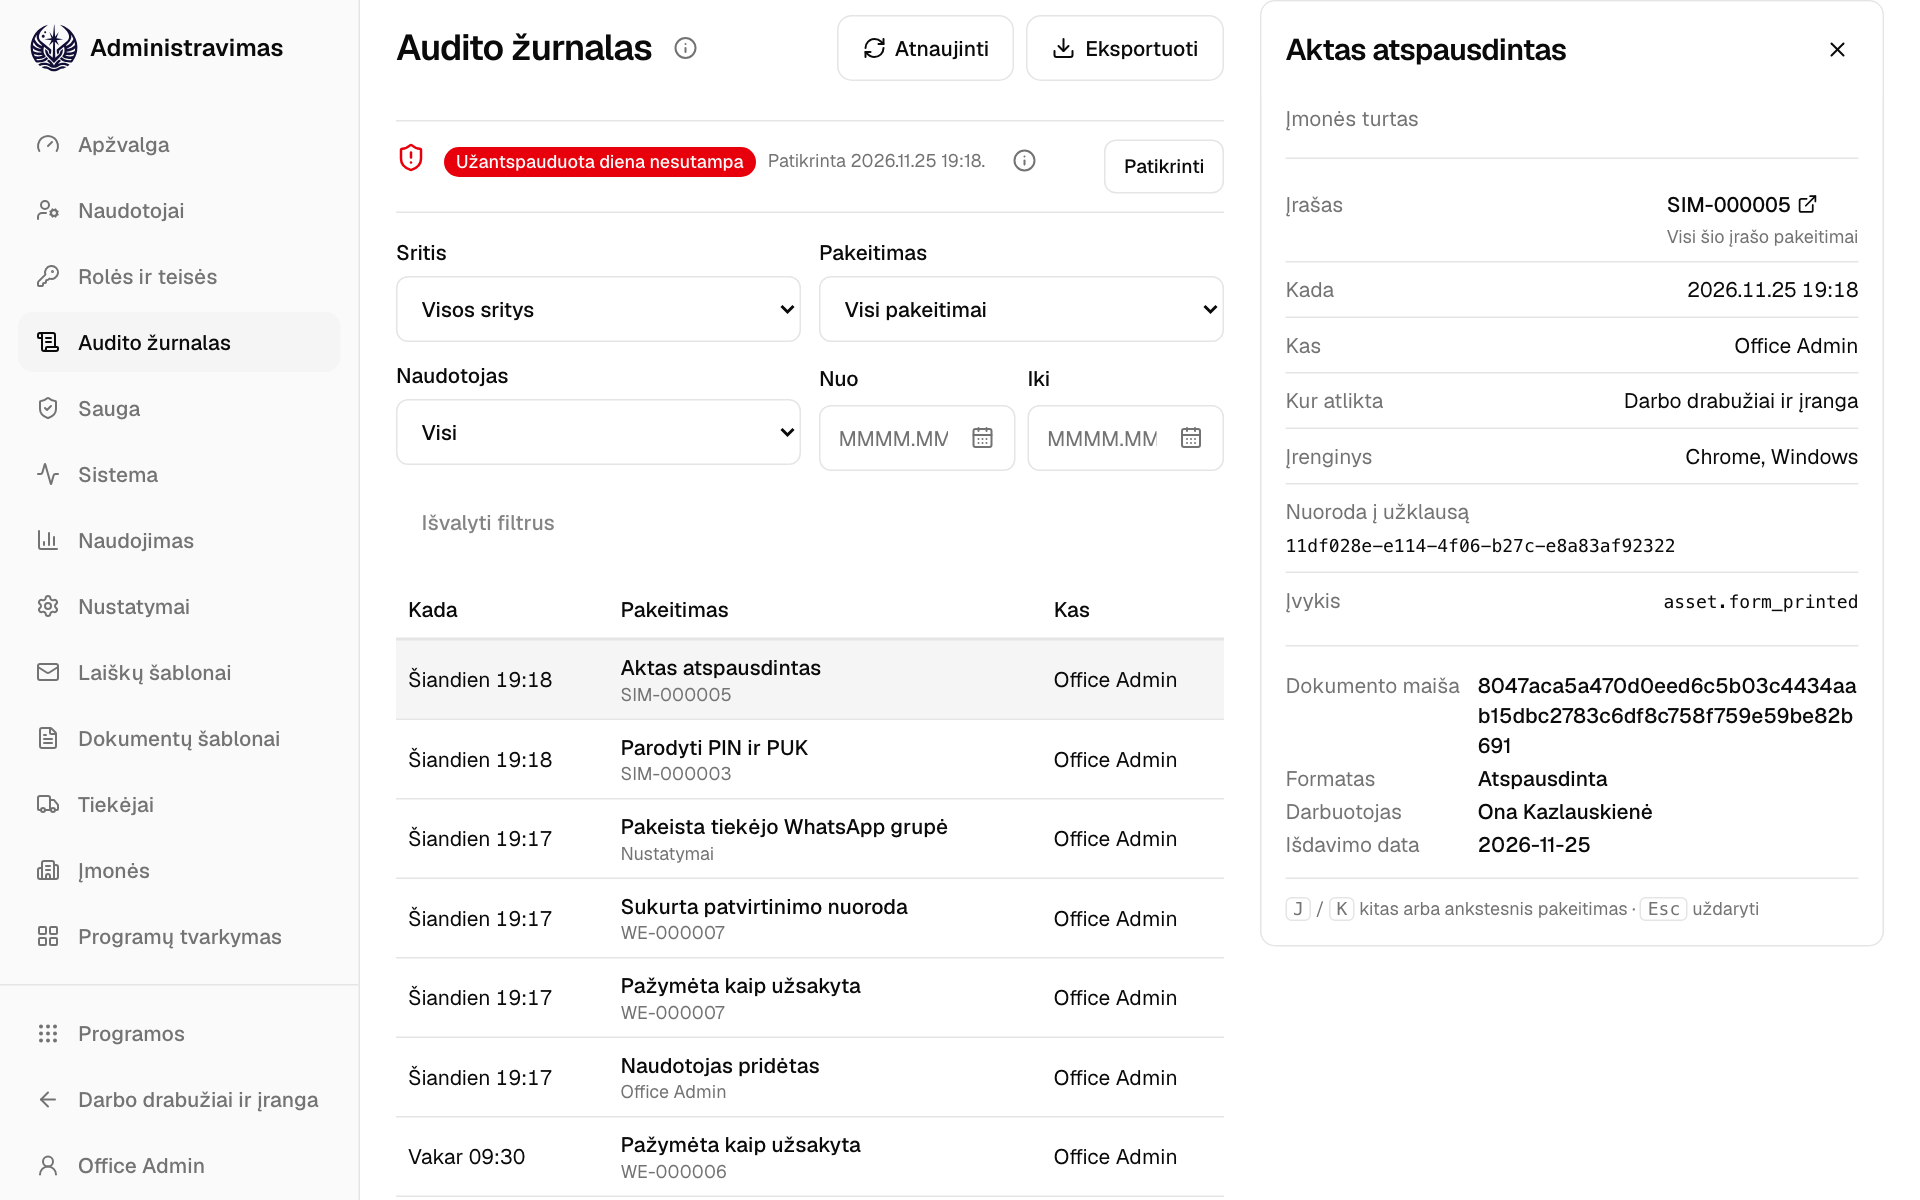 Administravimas
Apžvalga
Naudotojai
Rolės ir teisės
Audito žurnalas
Sauga
Sistema
Naudojimas
Nustatymai
Laiškų šablonai
Dokumentų šablonai
Tiekėjai
Įmonės
Programų tvarkymas
Programos
Darbo drabužiai ir įranga
Office Admin
Audito žurnalas
Atnaujinti
Eksportuoti
Užantspauduota diena nesutampa
Patikrinta 2026.11.25 19:18.
Patikrinti
Sritis
Pakeitimas
Visos sritys
Visi pakeitimai
Naudotojas
Nuo
Iki
Visi
MMMM.MM
MMMM.MM
Išvalyti filtrus
Kada Pakeitimas Kas
Šiandien 19:18 Aktas atspausdintas Office Admin
SIM-000005
Šiandien 19:18 Parodyti PIN ir PUK Office Admin
SIM-000003
Šiandien 19:17 Pakeista tiekėjo WhatsApp grupė Office Admin
Nustatymai
Šiandien 19:17 Sukurta patvirtinimo nuoroda Office Admin
WE-000007
Šiandien 19:17 Pažymėta kaip užsakyta Office Admin
WE-000007
Šiandien 19:17 Naudotojas pridėtas Office Admin
Office Admin
Vakar 09:30 Pažymėta kaip užsakyta Office Admin
WE-000006
Aktas atspausdintas
Įmonės turtas
Įrašas SIM-000005
Visi šio įrašo pakeitimai
Kada 2026.11.25 19:18
Kas Office Admin
Kur atlikta Darbo drabužiai ir įranga
Įrenginys Chrome, Windows
Nuoroda į užklausą
11df028e-e114-4f06-b27c-e8a83af92322
Įvykis asset.form_printed
Dokumento maiša 8047aca5a470d0eed6c5b03c4434aa
b15dbc2783c6df8c758f759e59be82b
691
Formatas Atspausdinta
Darbuotojas Ona Kazlauskienė
Išdavimo data 2026-11-25
J / K kitas arba ankstesnis pakeitimas · Esc uždaryti